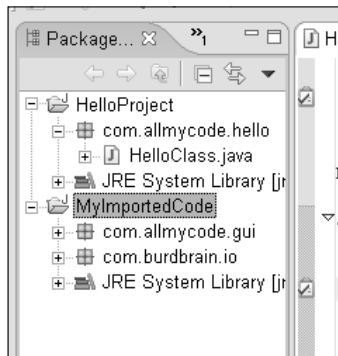 Package... »1
HelloProject
com.allmycode.hello
HelloClass.java
JRE System Library [jr
MyImportedCode
com.allmycode.gui
com.burdbrain.io
JRE System Library [jr
J H